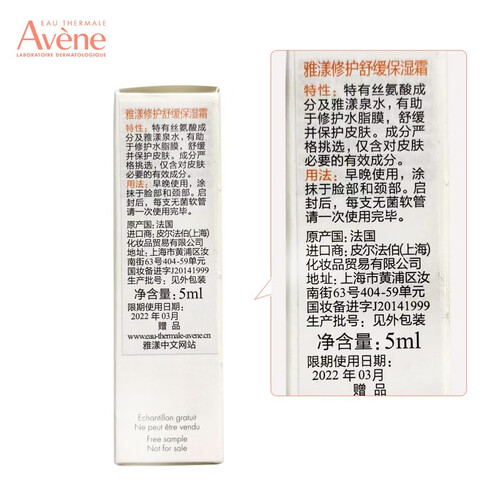 EAU THERMALE
Avène
LABORATOIRE DERMATOLOGIQUE
雅漾修护舒缓保湿霜
特性：特有丝氨酸成
分及雅漾泉水，有助
于修护水脂膜，舒缓
并保护皮肤。成分严
格挑选，仅含对皮肤
必要的有效成分。
用法：早晚使用，涂
抹于脸部和颈部。启
封后，每支无菌软管
请一次使用完毕。
原产国：法国
进口商：皮尔法伯(上海)
化妆品贸易有限公司
地址：上海市黄浦区汝
南街63号404-59单元
国妆备进字J20141999
生产批号：见外包装
净含量：5ml
限期使用日期：
2022 年03月
赠 品
www.eau-thermale-avene.cn
雅漾中文网站
Echantillon gratuit
Ne peut être vendu
Free sample
Not for sale
雅漾修护舒缓保湿霜
特性：特有丝氨酸成
分及雅漾泉水，有助
于修护水脂膜，舒缓
并保护皮肤。成分严
格挑选，仅含对皮肤
必要的有效成分。
用法：早晚使用，涂
抹于脸部和颈部。启
封后，每支无菌软管
请一次使用完毕。
原产国：法国
进口商：皮尔法伯(上海)
化妆品贸易有限公司
地址：上海市黄浦区汝
南街63号404-59单元
国妆备进字J20141999
生产批号：见外包装
净含量：5ml
限期使用日期：
2022 年03月
赠 品